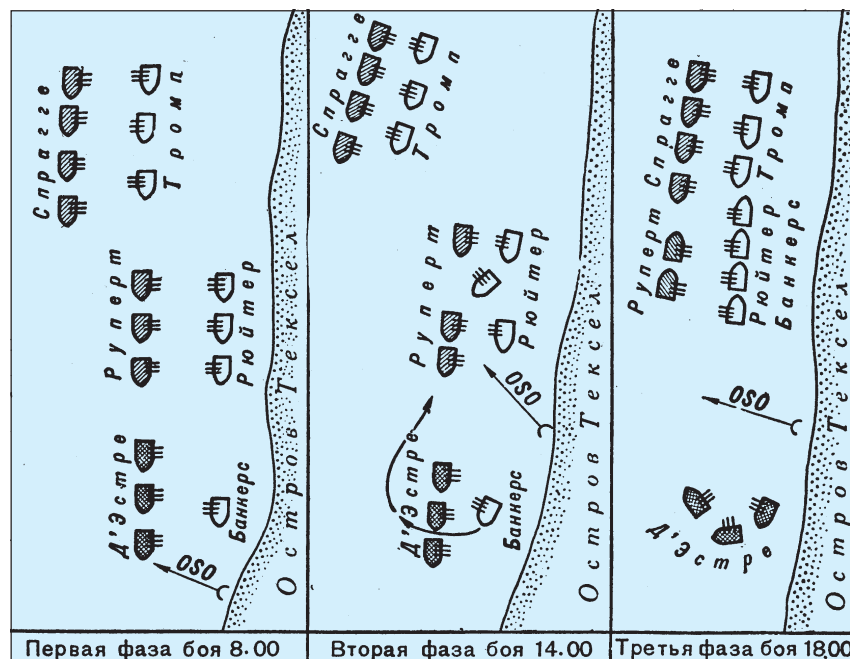 Спрагге
Тромп
Руперт
Рюйтер
Д'Эстре
Баннерс
OSO
Остров Тексел
Первая фаза боя 8.00
Спрагге
Тромп
Руперт
Рюйтер
OSO
Д'Эстре
Баннерс
Остров Тексел
Вторая фаза боя 14.00
Спрагге
Тромп
Руперт
Рюйтер
Баннерс
OSO
Д'Эстре
Остров Тексел
Третья фаза боя 18.00